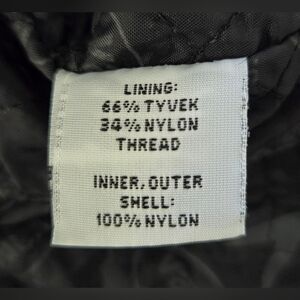 LINING:
66% TYVEK
34% NYLON
THREAD
INNER, OUTER
SHELL:
100% NYLON